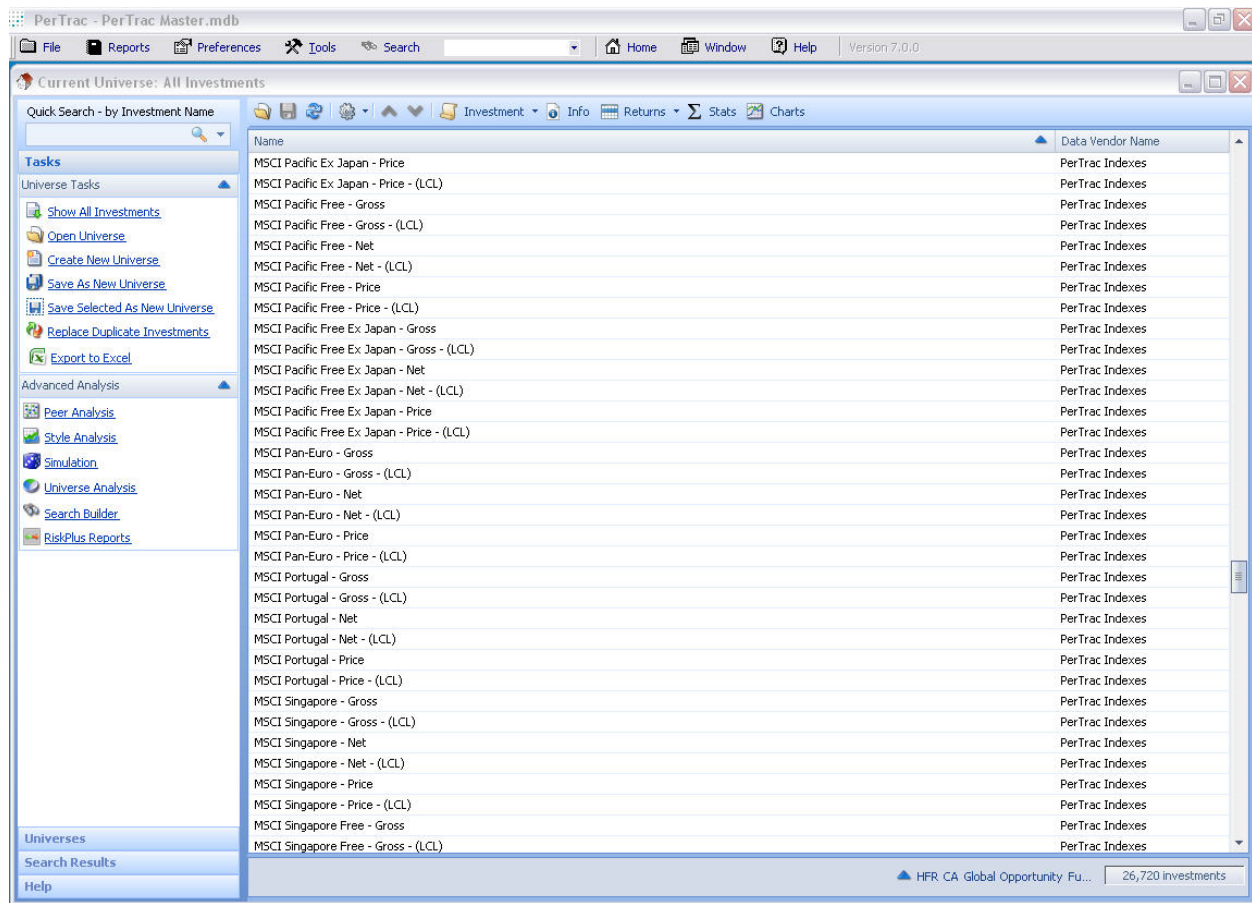 PerTrac - PerTrac Master.mdb
File Reports Preferences Tools Search Home Window Help Version 7.0.0
Current Universe: All Investments
Quick Search - by Investment Name
Investment Info Returns Σ Stats Charts
Tasks
Universe Tasks
Show All Investments
Open Universe
Create New Universe
Save As New Universe
Save Selected As New Universe
Replace Duplicate Investments
Export to Excel
Advanced Analysis
Peer Analysis
Style Analysis
Simulation
Universe Analysis
Search Builder
RiskPlus Reports
Universes
Search Results
Help
Name Data Vendor Name
MSCI Pacific Ex Japan - Price PerTrac Indexes
MSCI Pacific Ex Japan - Price - (LCL) PerTrac Indexes
MSCI Pacific Free - Gross PerTrac Indexes
MSCI Pacific Free - Gross - (LCL) PerTrac Indexes
MSCI Pacific Free - Net PerTrac Indexes
MSCI Pacific Free - Net - (LCL) PerTrac Indexes
MSCI Pacific Free - Price PerTrac Indexes
MSCI Pacific Free - Price - (LCL) PerTrac Indexes
MSCI Pacific Free Ex Japan - Gross PerTrac Indexes
MSCI Pacific Free Ex Japan - Gross - (LCL) PerTrac Indexes
MSCI Pacific Free Ex Japan - Net PerTrac Indexes
MSCI Pacific Free Ex Japan - Net - (LCL) PerTrac Indexes
MSCI Pacific Free Ex Japan - Price PerTrac Indexes
MSCI Pacific Free Ex Japan - Price - (LCL) PerTrac Indexes
MSCI Pan-Euro - Gross PerTrac Indexes
MSCI Pan-Euro - Gross - (LCL) PerTrac Indexes
MSCI Pan-Euro - Net PerTrac Indexes
MSCI Pan-Euro - Net - (LCL) PerTrac Indexes
MSCI Pan-Euro - Price PerTrac Indexes
MSCI Pan-Euro - Price - (LCL) PerTrac Indexes
MSCI Portugal - Gross PerTrac Indexes
MSCI Portugal - Gross - (LCL) PerTrac Indexes
MSCI Portugal - Net PerTrac Indexes
MSCI Portugal - Net - (LCL) PerTrac Indexes
MSCI Portugal - Price PerTrac Indexes
MSCI Portugal - Price - (LCL) PerTrac Indexes
MSCI Singapore - Gross PerTrac Indexes
MSCI Singapore - Gross - (LCL) PerTrac Indexes
MSCI Singapore - Net PerTrac Indexes
MSCI Singapore - Net - (LCL) PerTrac Indexes
MSCI Singapore - Price PerTrac Indexes
MSCI Singapore - Price - (LCL) PerTrac Indexes
MSCI Singapore Free - Gross PerTrac Indexes
MSCI Singapore Free - Gross - (LCL) PerTrac Indexes
HFR CA Global Opportunity Fu... 26,720 investments